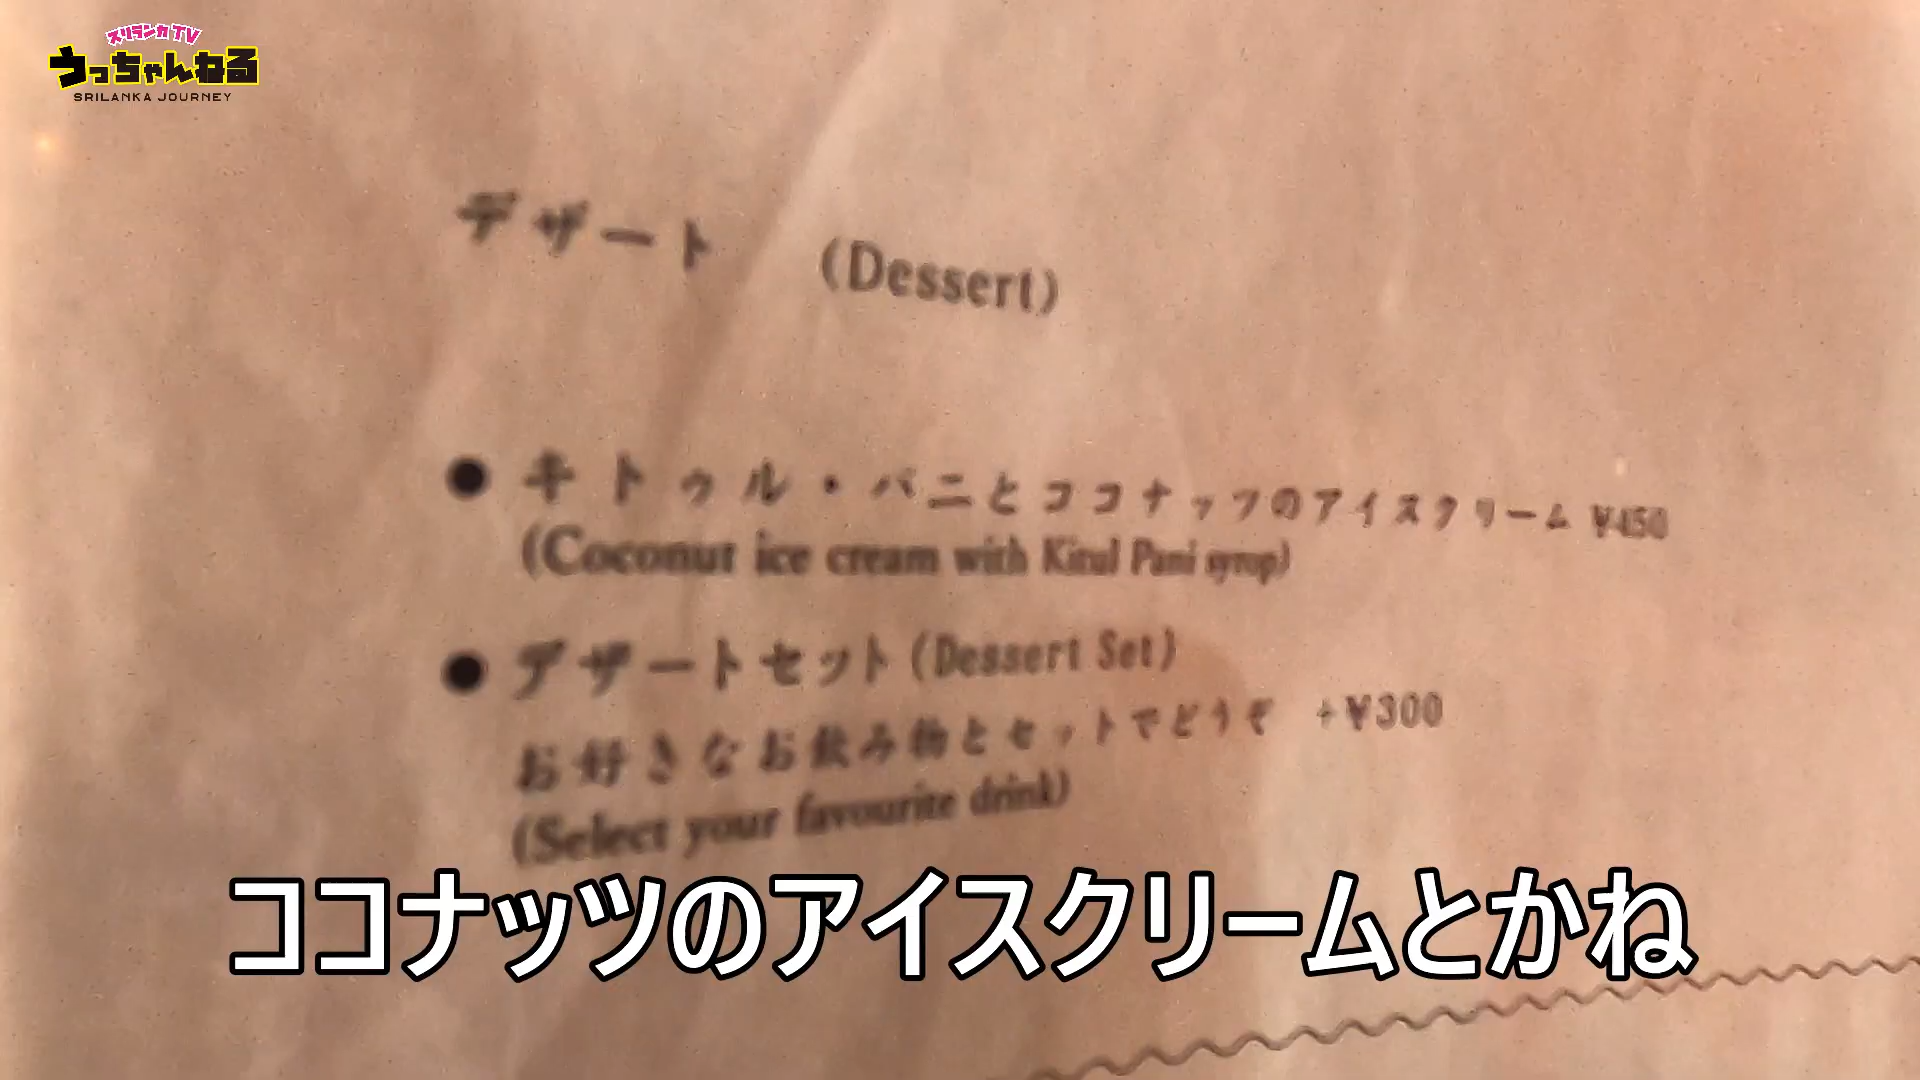 スリランカTV
うっちゃんねる
SRILANKA JOURNEY
デザート (Dessert)
● キトゥル・パニとココナッツのアイスクリーム ¥450
(Coconut ice cream with Kitul Pani syrup)
● デザートセット (Dessert Set)
お好きなお飲み物とセットでどうぞ +¥300
(Select your favourite drink)
ココナッツのアイスクリームとかね